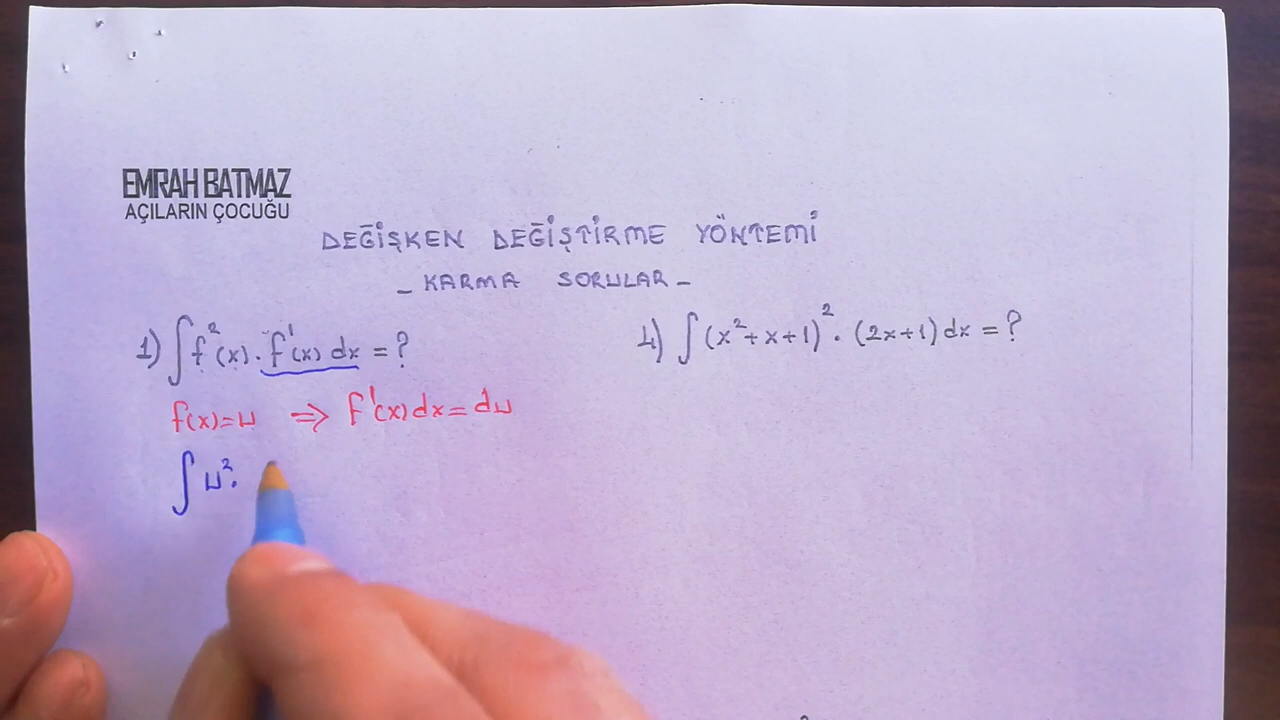 EMRAH BATMAZ
AÇILARIN ÇOCUĞU
DEĞİŞKEN DEĞİŞTİRME YÖNTEMİ
- KARMA SORULAR -
1) ∫f²(x).f'(x) dx = ?
f(x)=u ⇒ f'(x)dx = du
∫u².
4) ∫(x²+x+1)².(2x+1)dx = ?